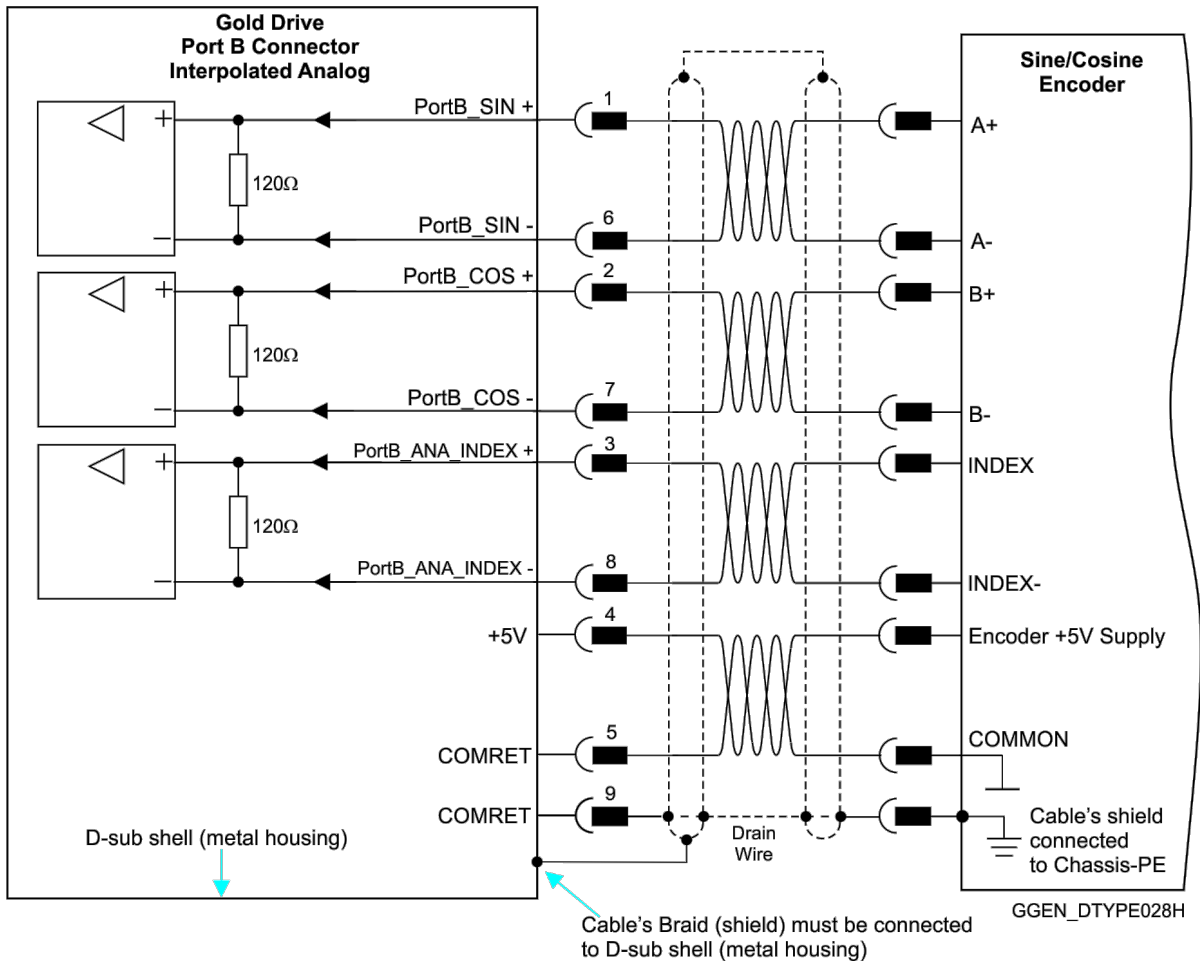 Gold Drive
Port B Connector
Interpolated Analog
Sine/Cosine
Encoder
PortB_SIN +
1
A+
+
120Ω
−
PortB_SIN -
6
A-
PortB_COS +
2
B+
+
120Ω
−
PortB_COS -
7
B-
PortB_ANA_INDEX +
3
INDEX
+
120Ω
−
PortB_ANA_INDEX -
8
INDEX-
+5V
4
Encoder +5V Supply
COMRET
5
COMMON
COMRET
9
Drain
Wire
Cable's shield
connected
to Chassis-PE
D-sub shell (metal housing)
GGEN_DTYPE028H
Cable's Braid (shield) must be connected
to D-sub shell (metal housing)